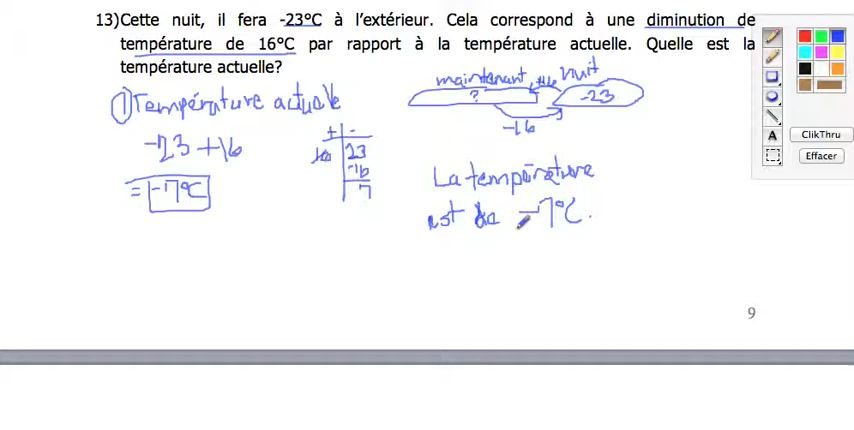 13)Cette nuit, il fera -23°C à l'extérieur. Cela correspond à une diminution de
température de 16°C par rapport à la température actuelle. Quelle est la
température actuelle?
① Température actuelle
-23 + 16
= -7°C
+ -
16 23
-16
7
maintenant +16 nuit
? -23
-16
La température
est de -7°C.
A
ClikThru
Effacer
9